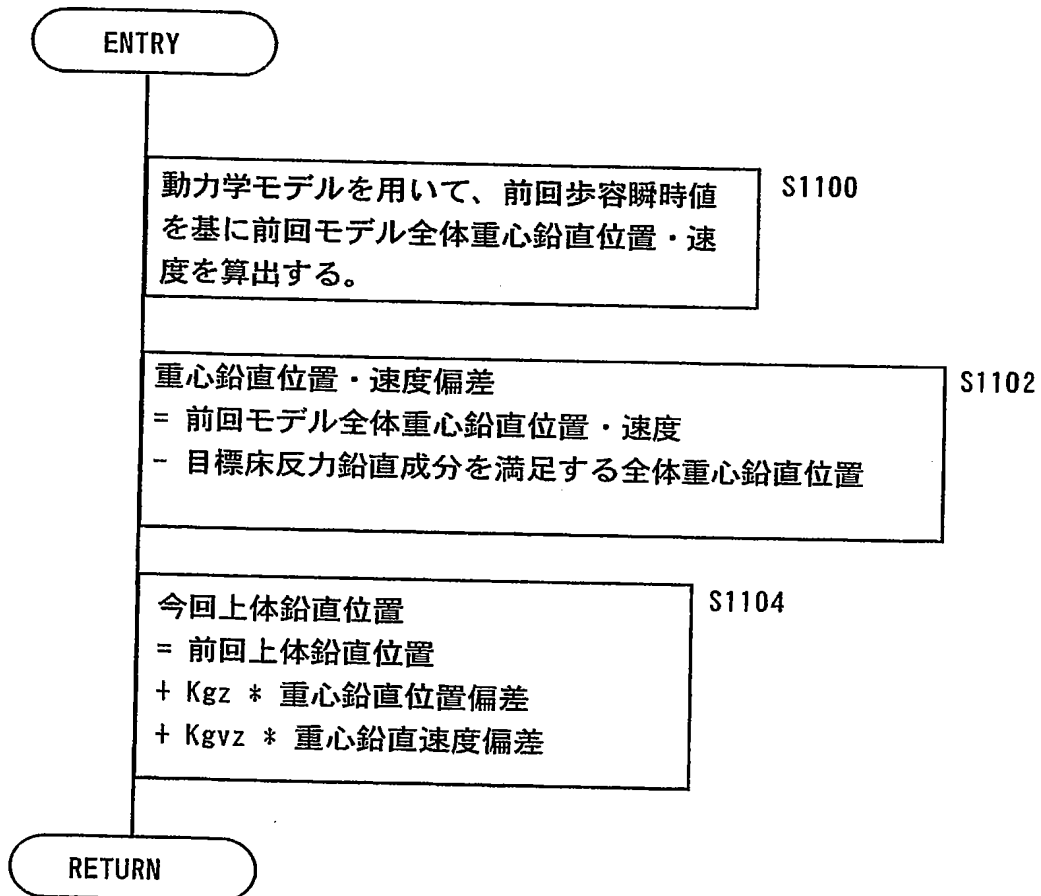 ENTRY
動力学モデルを用いて、前回歩容瞬時値
を基に前回モデル全体重心鉛直位置・速
度を算出する。
S1100
重心鉛直位置・速度偏差
= 前回モデル全体重心鉛直位置・速度
- 目標床反力鉛直成分を満足する全体重心鉛直位置
S1102
今回上体鉛直位置
= 前回上体鉛直位置
+ Kgz * 重心鉛直位置偏差
+ Kgvz * 重心鉛直速度偏差
S1104
RETURN